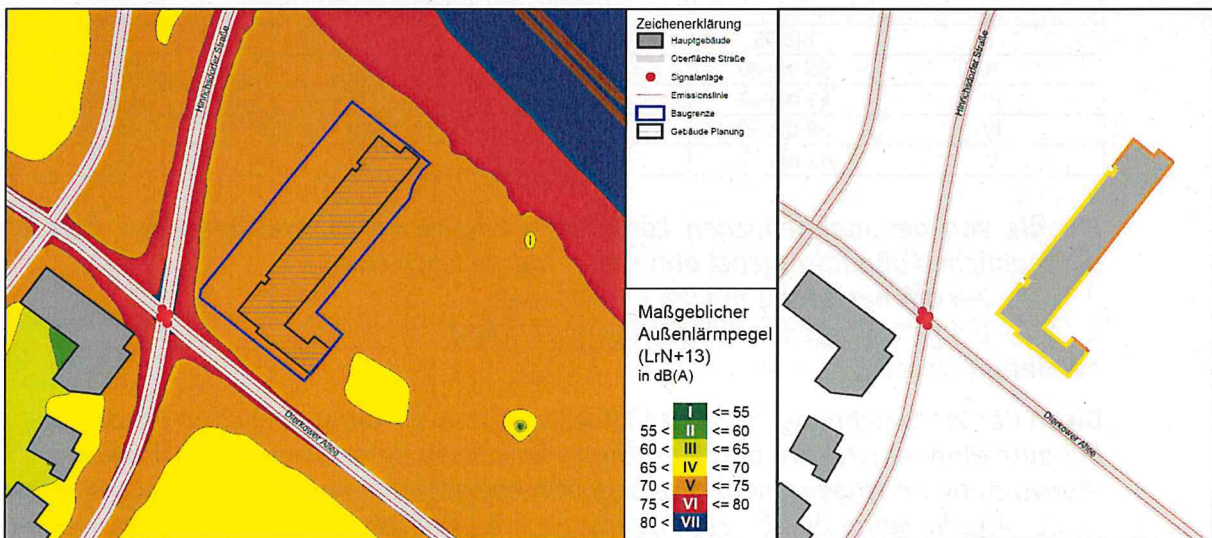 Hinrichsdorfer Straße
Dierkower Allee
I
Zeichenerklärung
Hauptgebäude
Oberfläche Straße
Signalanlage
Emissionslinie
Baugrenze
Gebäude Planung
Maßgeblicher
Außenlärmpegel
(LrN+13)
in dB(A)
I <= 55
55 < II <= 60
60 < III <= 65
65 < IV <= 70
70 < V <= 75
75 < VI <= 80
80 < VII
Hinrichsdorfer Straße
Dierkower Allee